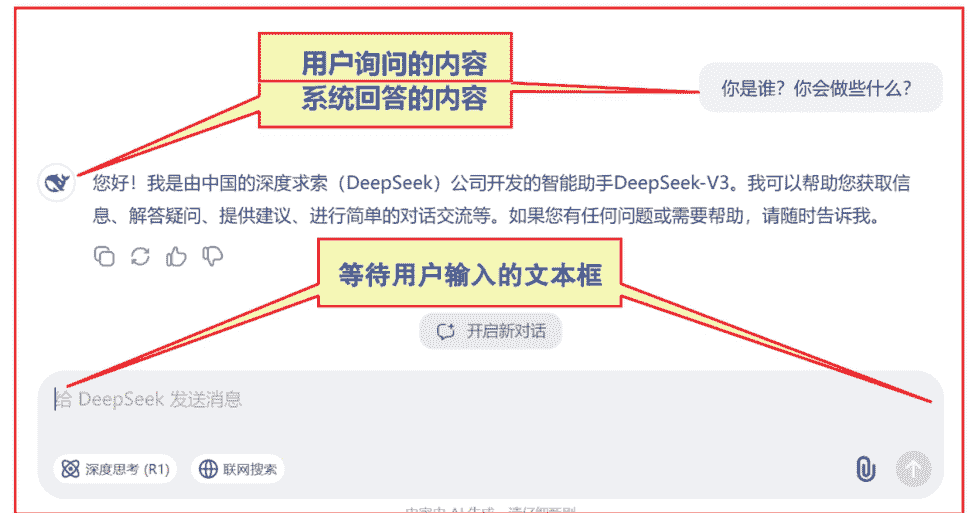 用户询问的内容
系统回答的内容
你是谁？你会做些什么？
您好！我是由中国的深度求索（DeepSeek）公司开发的智能助手DeepSeek-V3。我可以帮助您获取信
息、解答疑问、提供建议、进行简单的对话交流等。如果您有任何问题或需要帮助，请随时告诉我。
等待用户输入的文本框
开启新对话
给 DeepSeek 发送消息
深度思考 (R1)
联网搜索